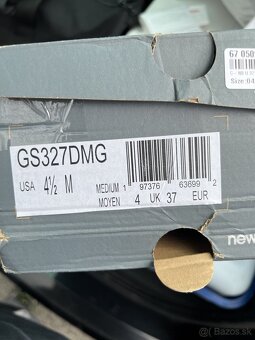 67 050
Size:04
GS327DMG
USA 4½ M
MEDIUM 1 97376 63699 2
MOYEN 4 UK 37 EUR
new
bazos.sk